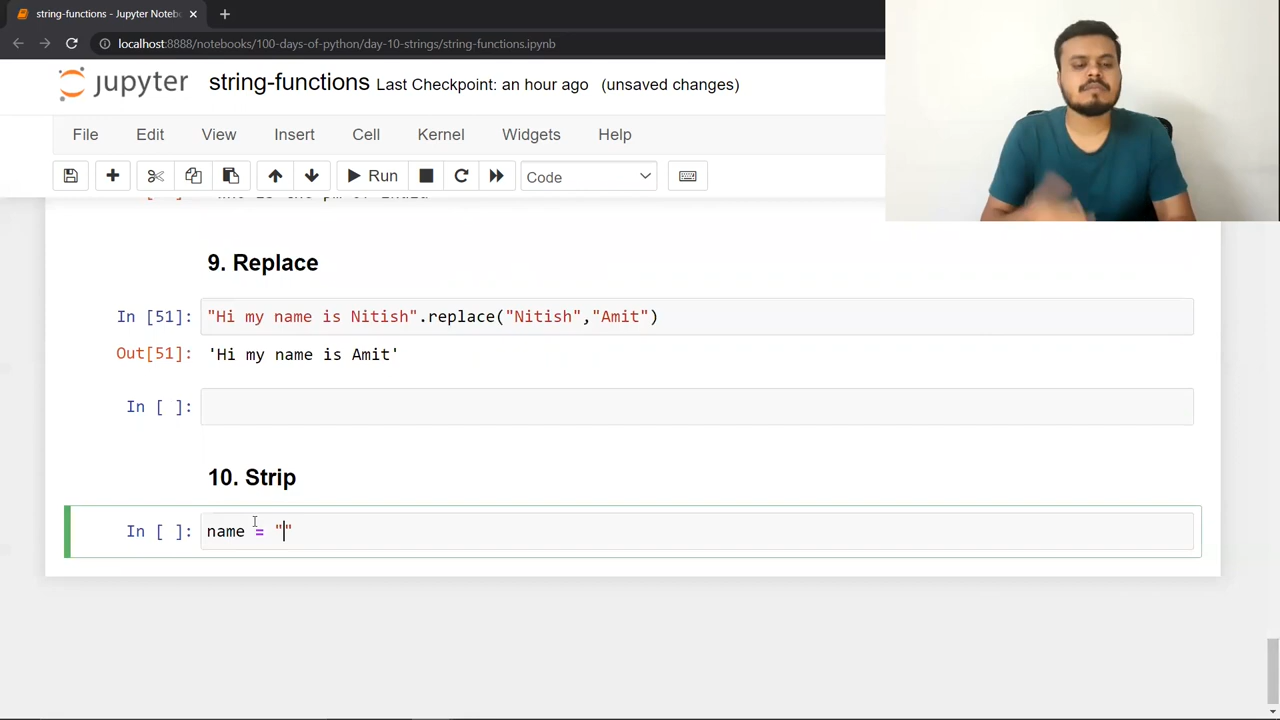 string-functions - Jupyter Noteb
localhost:8888/notebooks/100-days-of-python/day-10-strings/string-functions.ipynb
jupyter string-functions Last Checkpoint: an hour ago (unsaved changes)
File Edit View Insert Cell Kernel Widgets Help
Run Code
9. Replace
In [51]: "Hi my name is Nitish".replace("Nitish","Amit")
Out[51]: 'Hi my name is Amit'
In [ ]:
10. Strip
In [ ]: name = ""